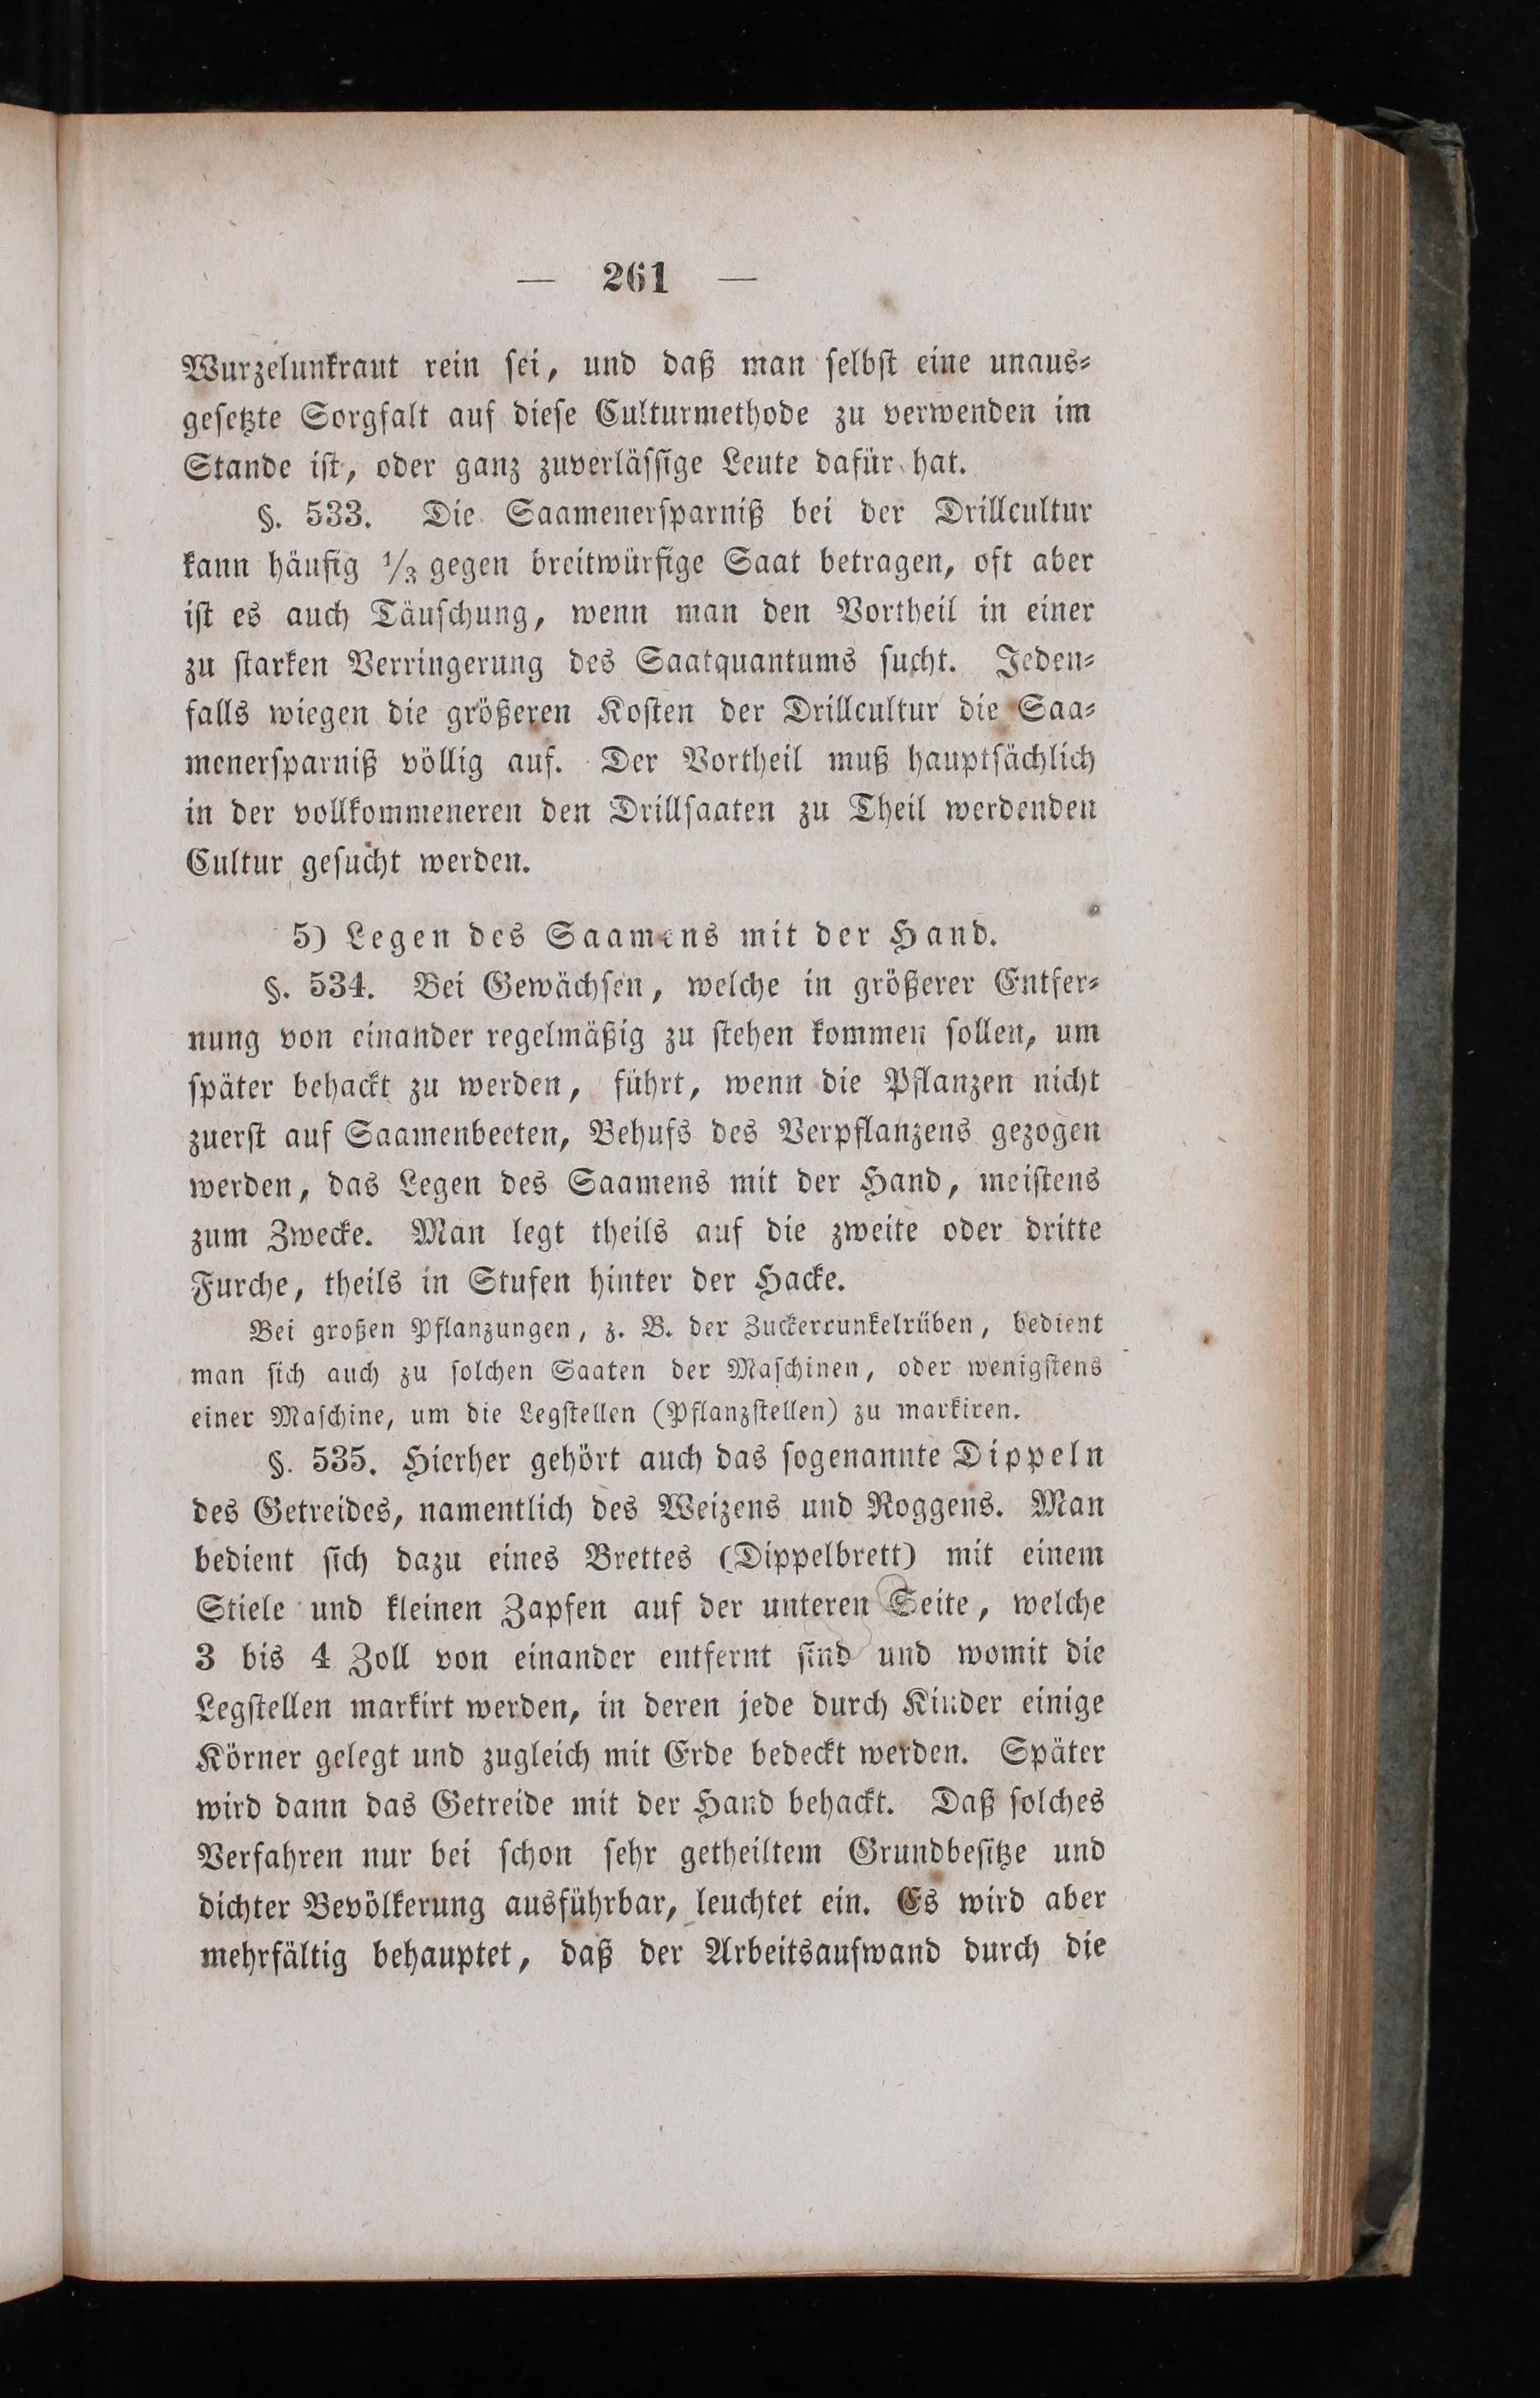 — 261 —
Wurzelunkraut rein sei, und daß man selbst eine unaus-
gesetzte Sorgfalt auf diese Culturmethode zu verwenden im
Stande ist, oder ganz zuverlässige Leute dafür hat.
§. 533. Die Saamenersparniß bei der Drillcultur
kann häufig 1/3 gegen breitwürfige Saat betragen, oft aber
ist es auch Täuschung, wenn man den Vortheil in einer
zu starken Verringerung des Saatquantums sucht. Jeden-
falls wiegen die größeren Kosten der Drillcultur die Saa-
menersparniß völlig auf. Der Vortheil muß hauptsächlich
in der vollkommeneren den Drillsaaten zu Theil werdenden
Cultur gesucht werden.
5) Legen des Saamens mit der Hand.
§. 534. Bei Gewächsen, welche in größerer Entfer-
nung von einander regelmäßig zu stehen kommen sollen, um
später behackt zu werden, führt, wenn die Pflanzen nicht
zuerst auf Saamenbeeten, Behufs des Verpflanzens gezogen
werden, das Legen des Saamens mit der Hand, meistens
zum Zwecke. Man legt theils auf die zweite oder dritte
Furche, theils in Stufen hinter der Hacke.
Bei großen Pflanzungen, z. B. der Zuckerrunkelrüben, bedient
man sich auch zu solchen Saaten der Maschinen, oder wenigstens
einer Maschine, um die Legstellen (Pflanzstellen) zu markiren.
§. 535. Hierher gehört auch das sogenannte Dippeln
des Getreides, namentlich des Weizens und Roggens. Man
bedient sich dazu eines Brettes (Dippelbrett) mit einem
Stiele und kleinen Zapfen auf der unteren Seite, welche
3 bis 4 Zoll von einander entfernt sind und womit die
Legstellen markirt werden, in deren jede durch Kinder einige
Körner gelegt und zugleich mit Erde bedeckt werden. Später
wird dann das Getreide mit der Hand behackt. Daß solches
Verfahren nur bei schon sehr getheiltem Grundbesitze und
dichter Bevölkerung ausführbar, leuchtet ein. Es wird aber
mehrfältig behauptet, daß der Arbeitsaufwand durch die